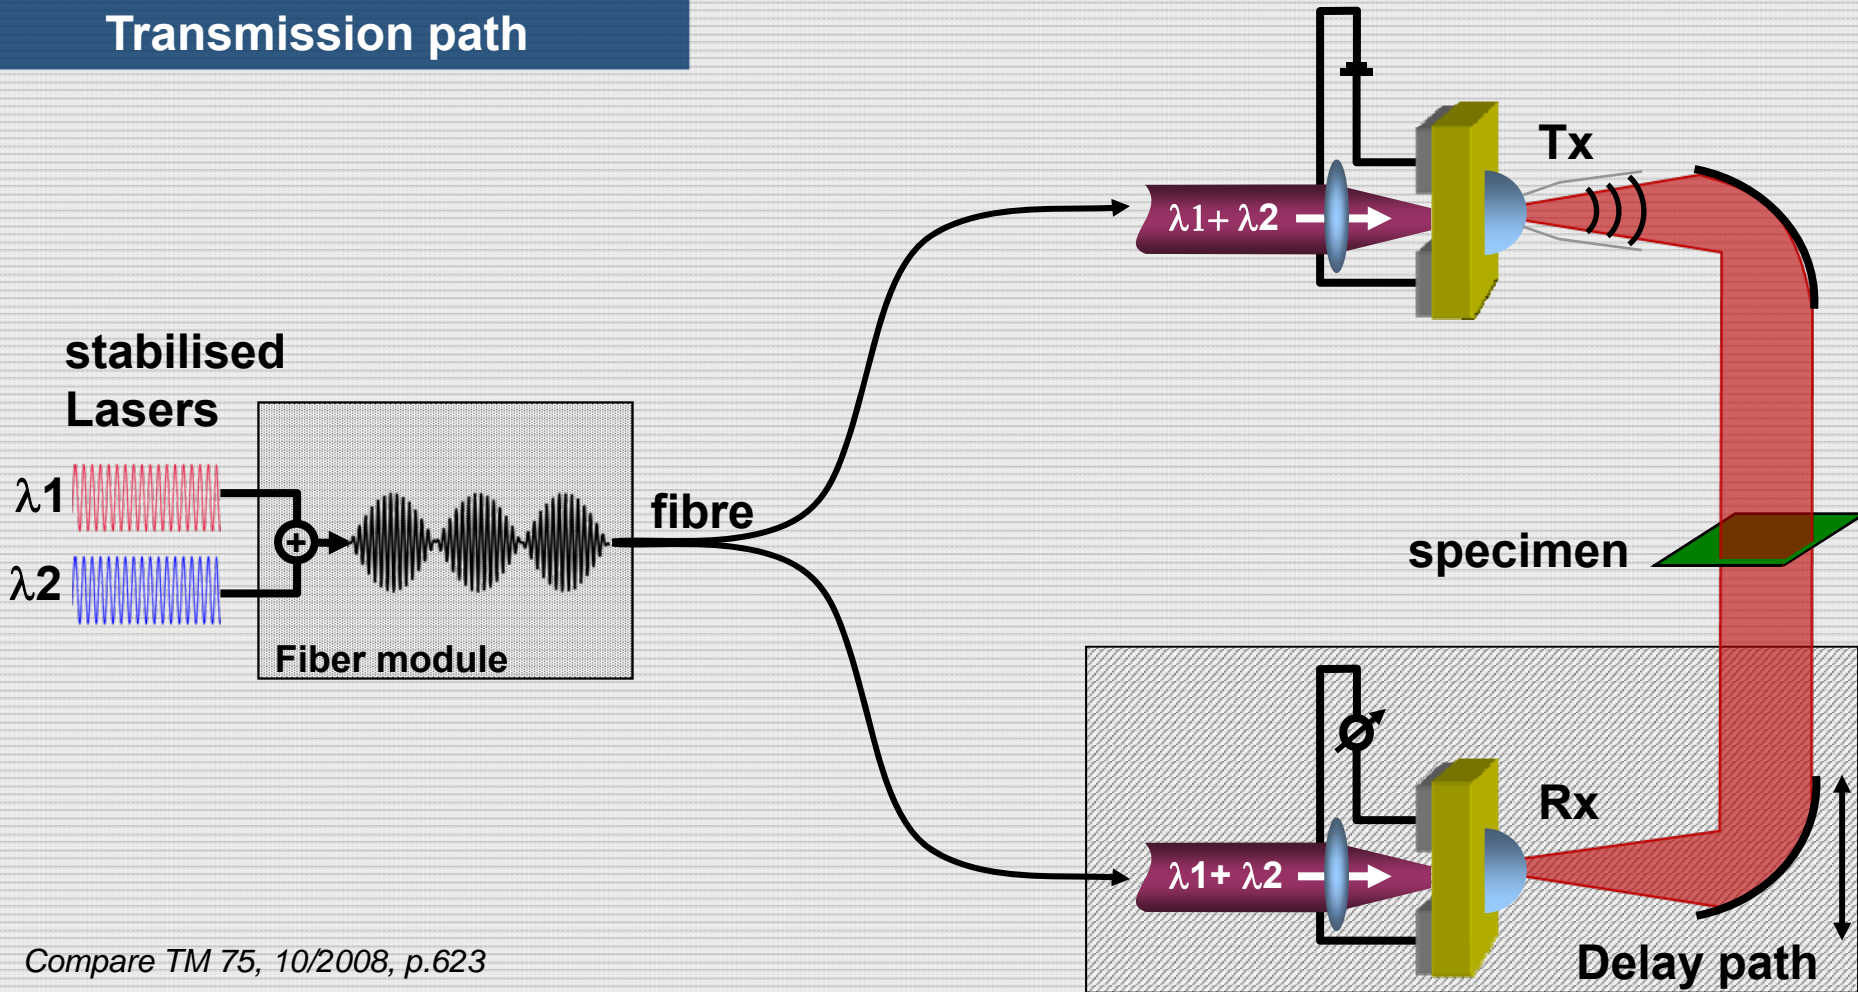 Transmission path
Tx
λ1+ λ2
stabilised
Lasers
λ1
fibre
specimen
λ2
Fiber module
Rx
λ1+ λ2
Delay path
Compare TM 75, 10/2008, p.623